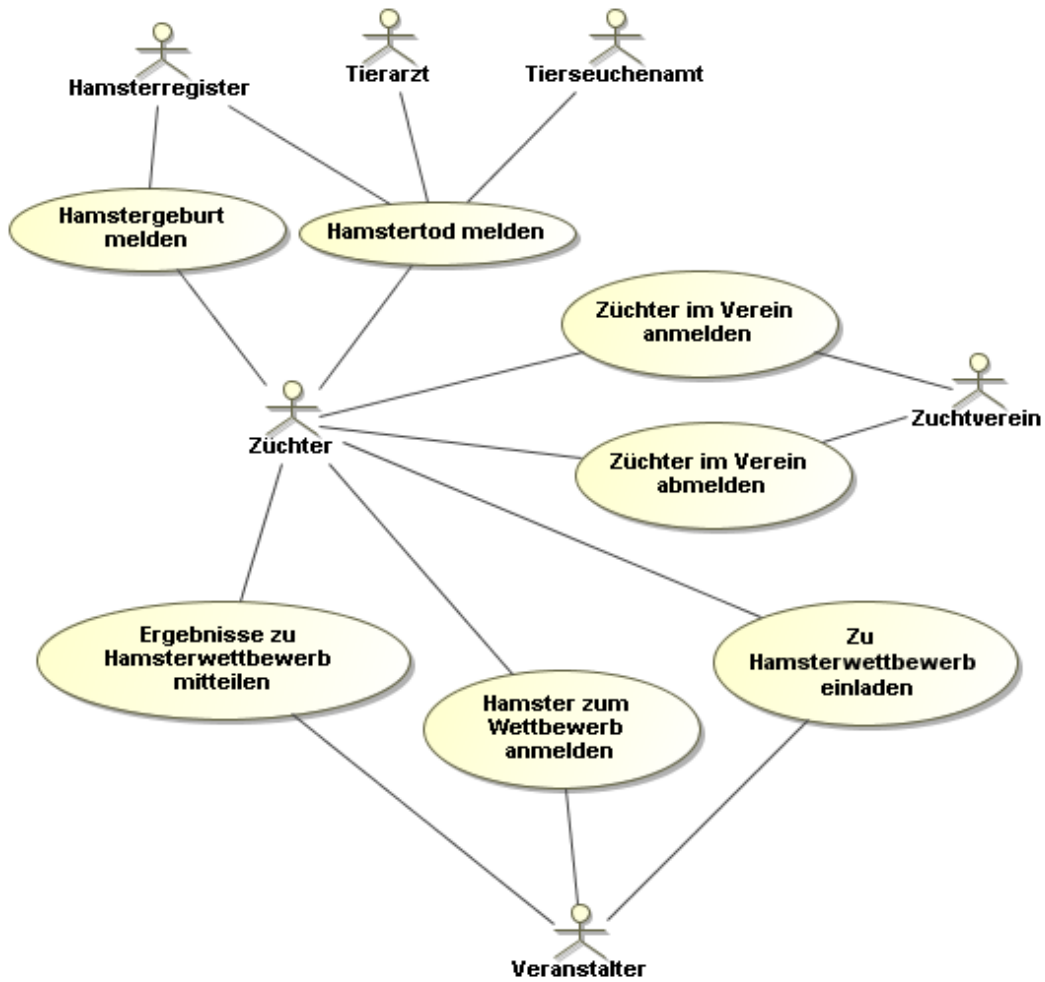 Hamsterregister
Tierarzt
Tierseuchenamt
Hamstergeburt
melden
Hamstertod melden
Züchter im Verein
anmelden
Zuchtverein
Züchter
Züchter im Verein
abmelden
Ergebnisse zu
Hamsterwettbewerb
mitteilen
Hamster zum
Wettbewerb
anmelden
Zu
Hamsterwettbewerb
einladen
Veranstalter